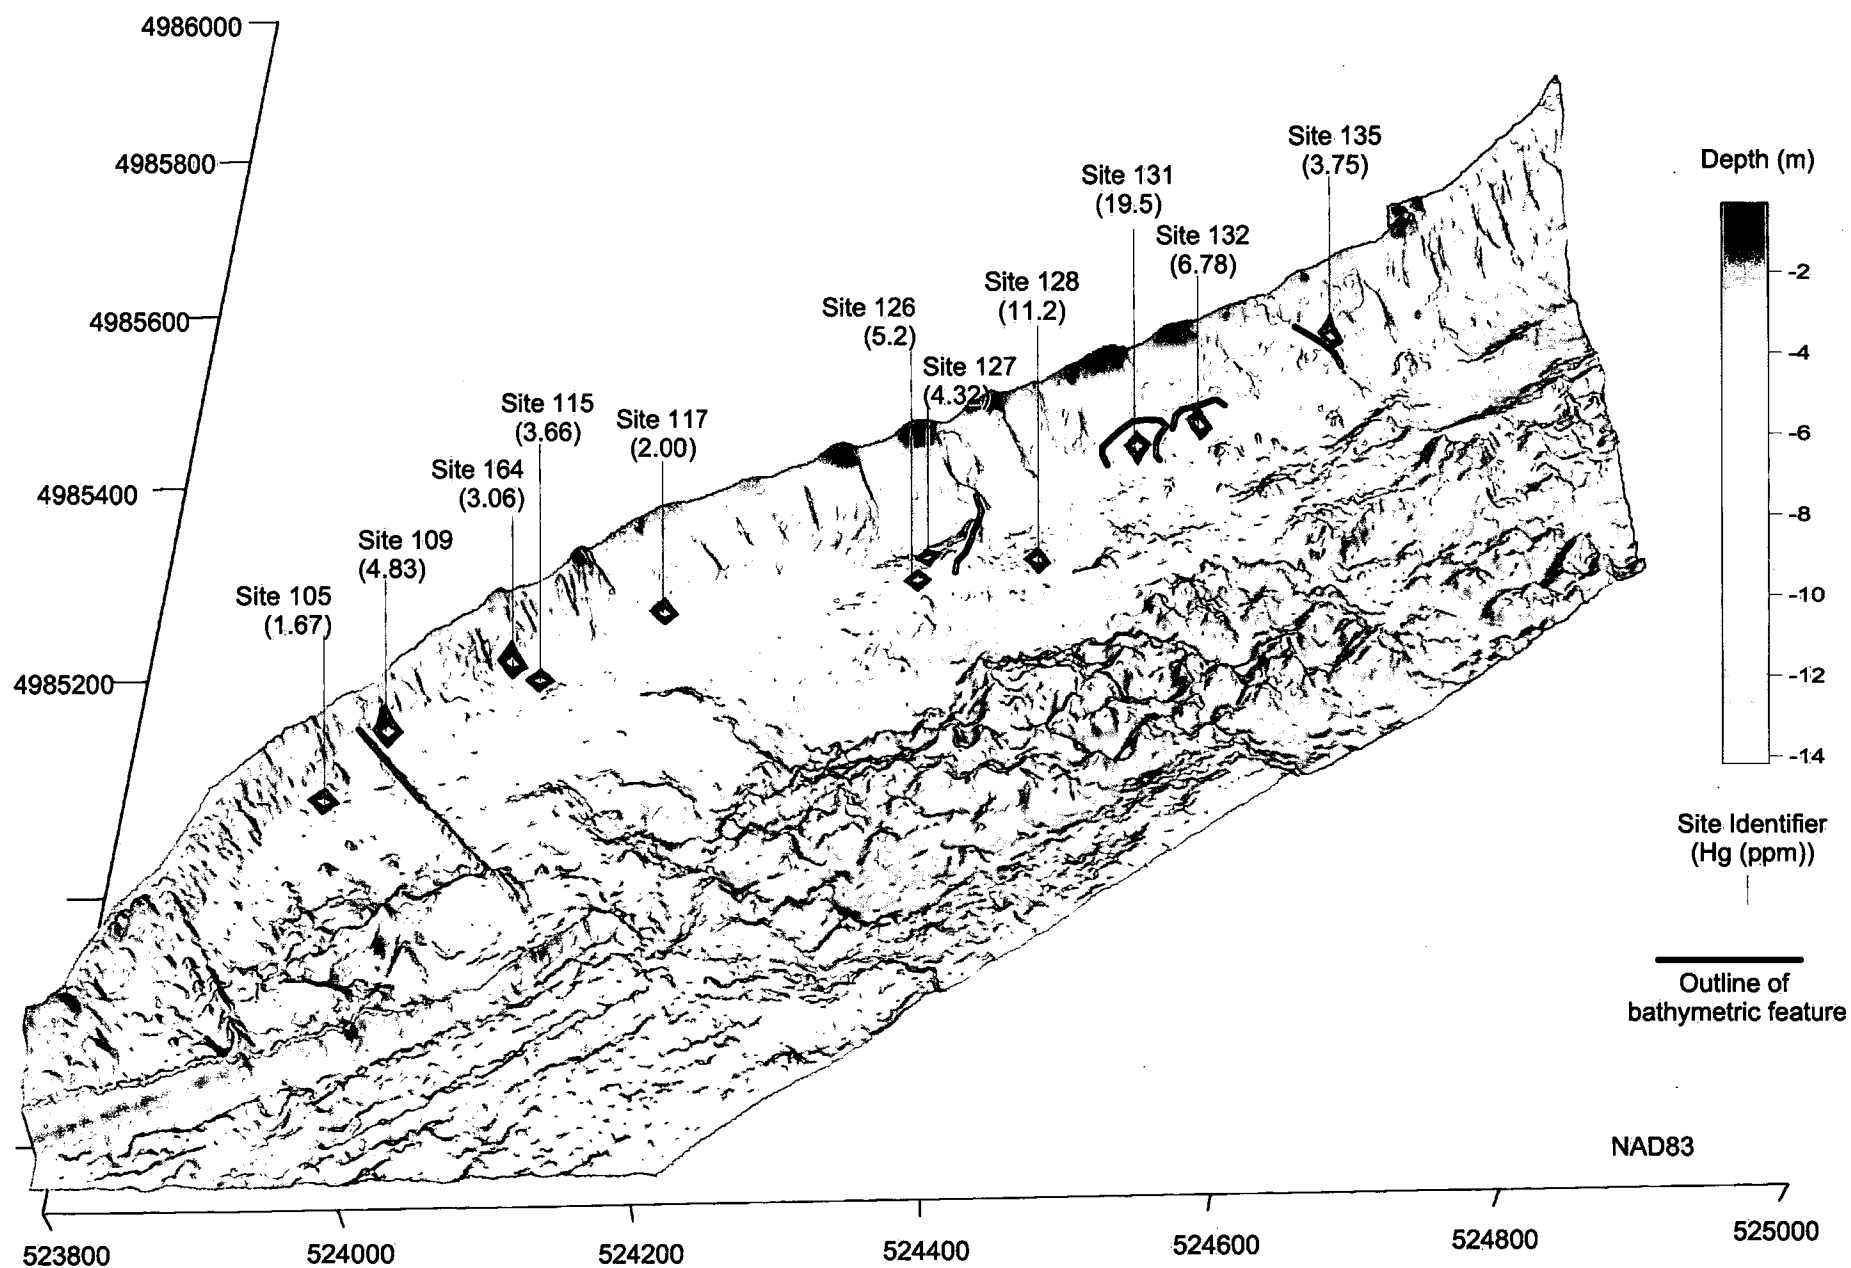 4986000
4985800
4985600
4985400
4985200
Site 135
(3.75)
Site 131
(19.5)
Site 132
(6.78)
Site 128
(11.2)
Site 126
(5.2)
Site 127
(4.32)
Site 115
(3.66)
Site 117
(2.00)
Site 164
(3.06)
Site 109
(4.83)
Site 105
(1.67)
Depth (m)
-2
-4
-6
-8
-10
-12
-14
Site Identifier
(Hg (ppm))
Outline of
bathymetric feature
NAD83
523800
524000
524200
524400
524600
524800
525000